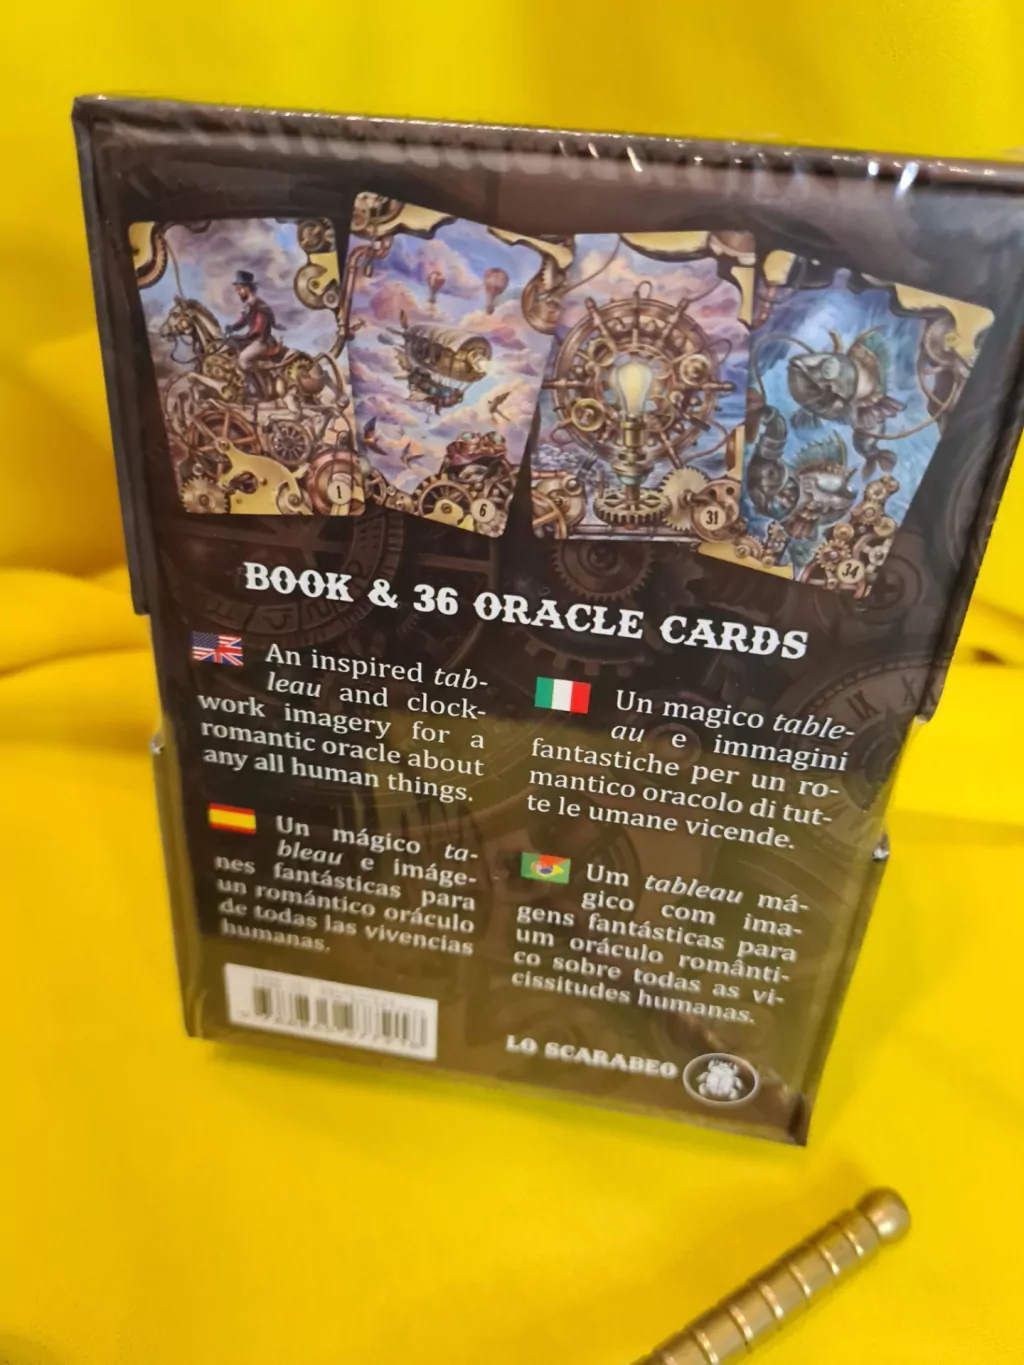 1
6
31
34
BOOK & 36 ORACLE CARDS
An inspired tab-
leau and clock-
work imagery for a
romantic oracle about
any all human things.
Un magico table-
au e immagini
fantastiche per un ro-
mantico oracolo di tut-
te le umane vicende.
Un mágico ta-
bleau e imáge-
nes fantásticas para
un romántico oráculo
de todas las vivencias
humanas.
Um tableau má-
gico com ima-
gens fantásticas para
um oráculo românti-
co sobre todas as vi-
cissitudes humanas.
LO SCARABEO